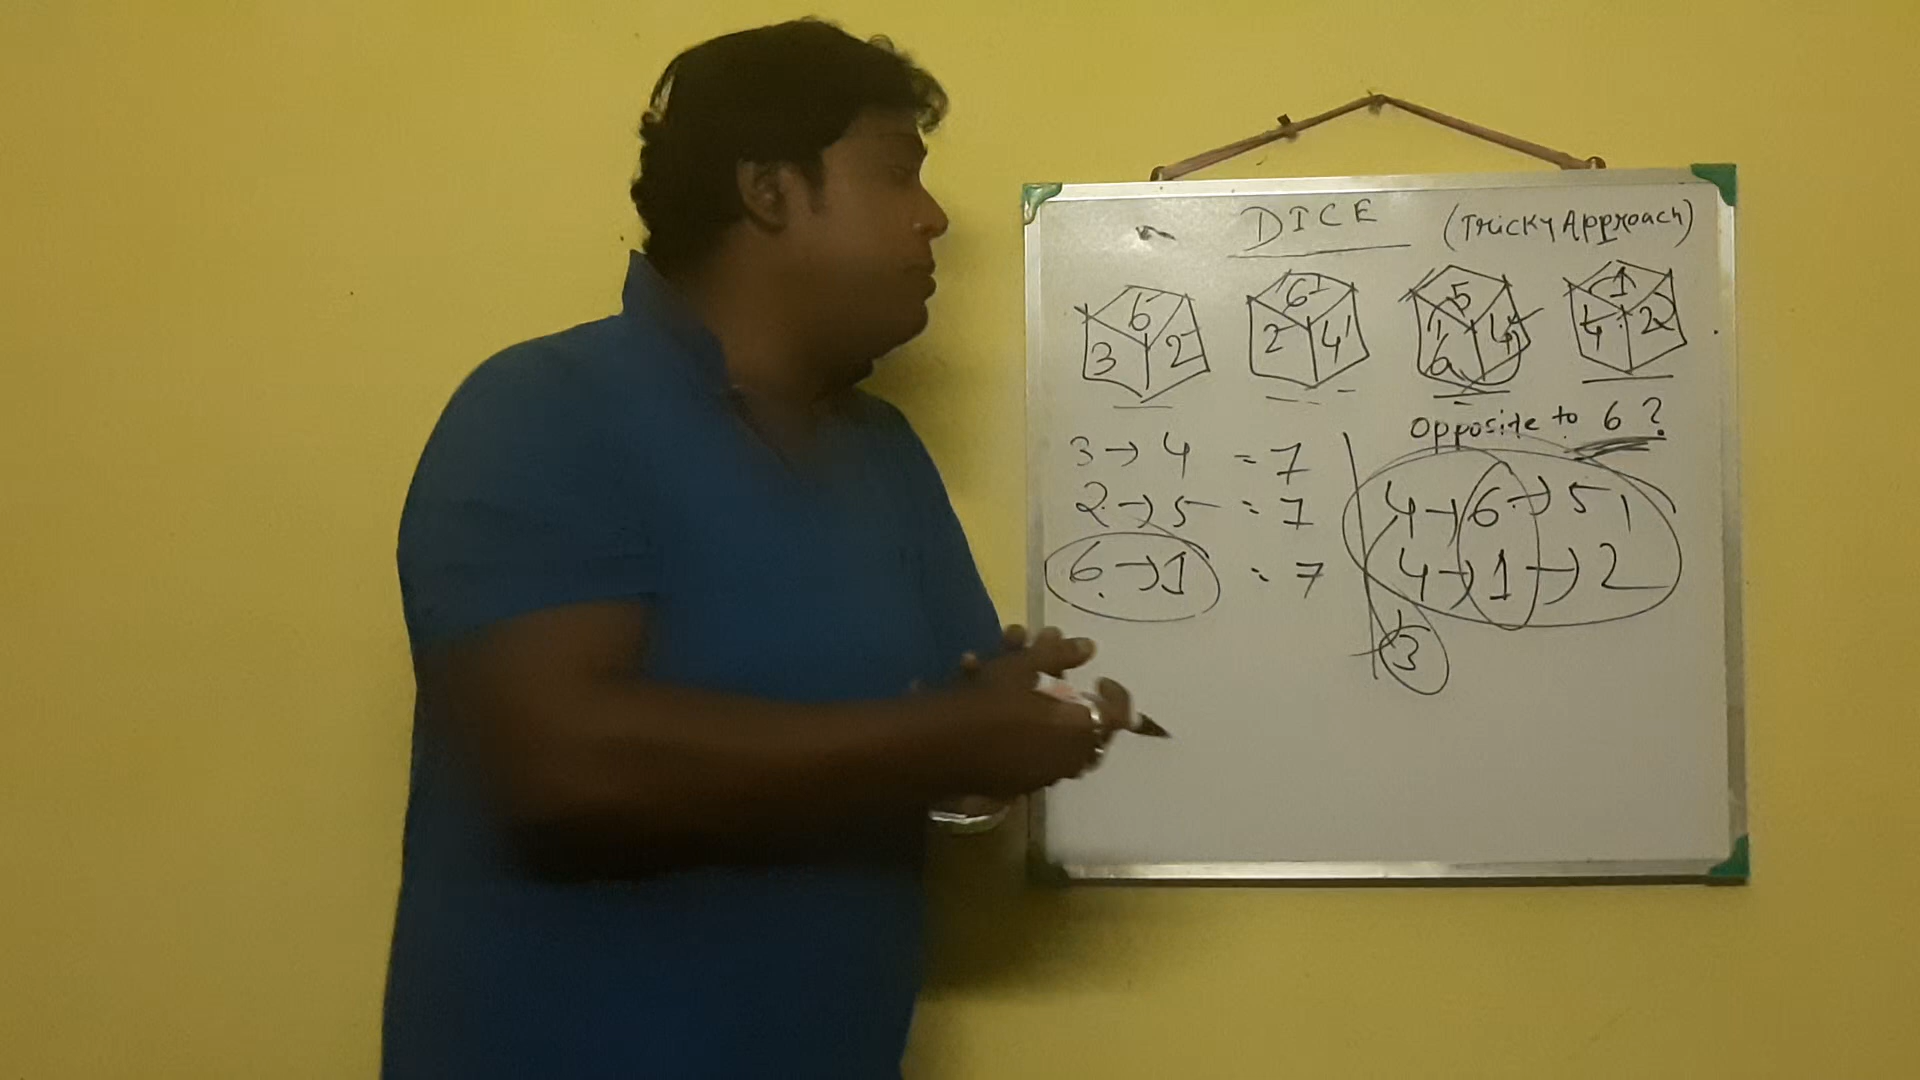 DICE (Tricky Approach)
6 3 2
6 2 4
5 6 4
1 4 2
Opposite to 6 ?
3 → 4 = 7
2 → 5 = 7
6 → 1 = 7
4 → 6 → 5
4 → 1 → 2
3